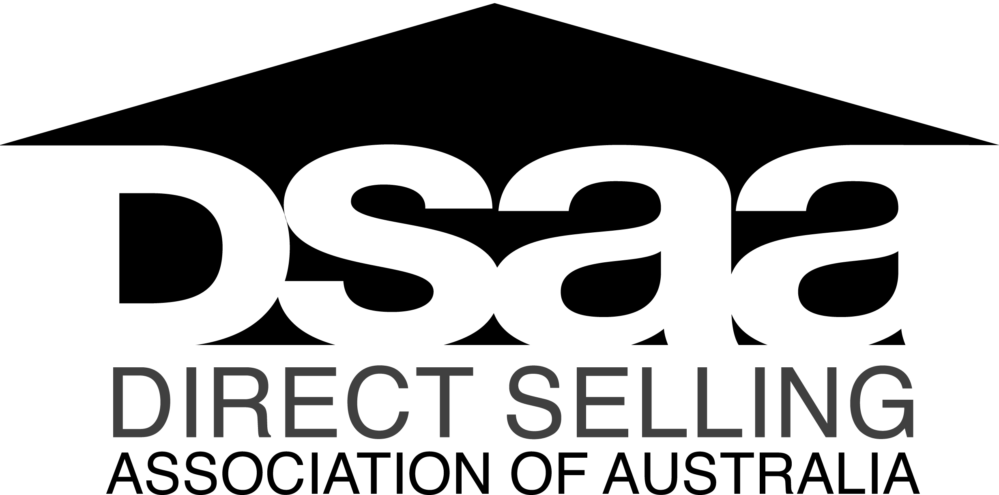 Dsaa
DIRECT SELLING
ASSOCIATION OF AUSTRALIA